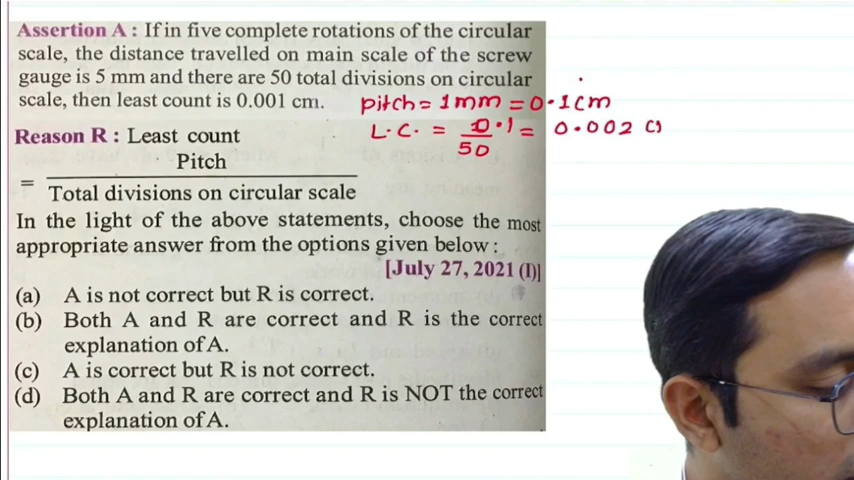 Assertion A : If in five complete rotations of the circular
scale, the distance travelled on main scale of the screw
gauge is 5 mm and there are 50 total divisions on circular
scale, then least count is 0.001 cm.
pitch = 1mm = 0.1cm
L.C. = 0.1/50 = 0.002 c
Reason R : Least count
= Pitch
Total divisions on circular scale
In the light of the above statements, choose the most
appropriate answer from the options given below :
[July 27, 2021 (I)]
(a) A is not correct but R is correct.
(b) Both A and R are correct and R is the correct
explanation of A.
(c) A is correct but R is not correct.
(d) Both A and R are correct and R is NOT the correct
explanation of A.